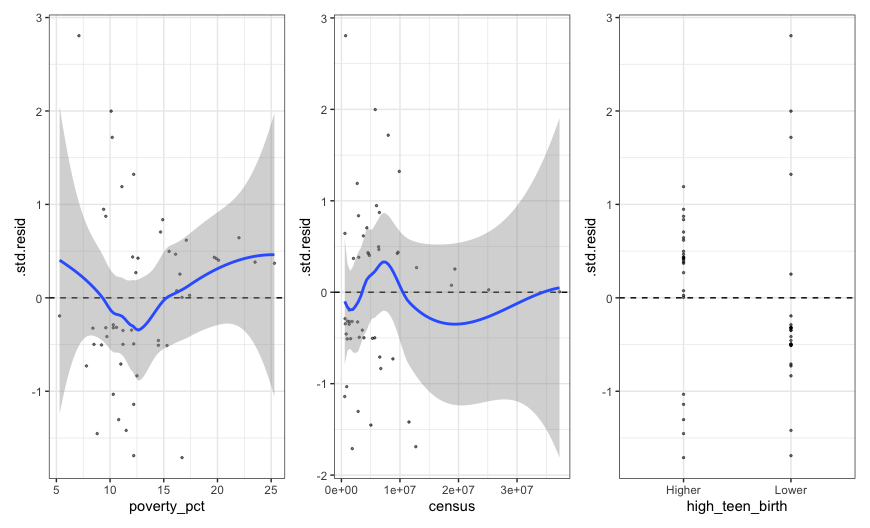 3
2
1
0
-1
.std.resid
5
10
15
20
25
poverty_pct
3
2
1
0
-1
-2
.std.resid
0e+00
1e+07
2e+07
3e+07
census
3
2
1
0
-1
.std.resid
Higher
Lower
high_teen_birth